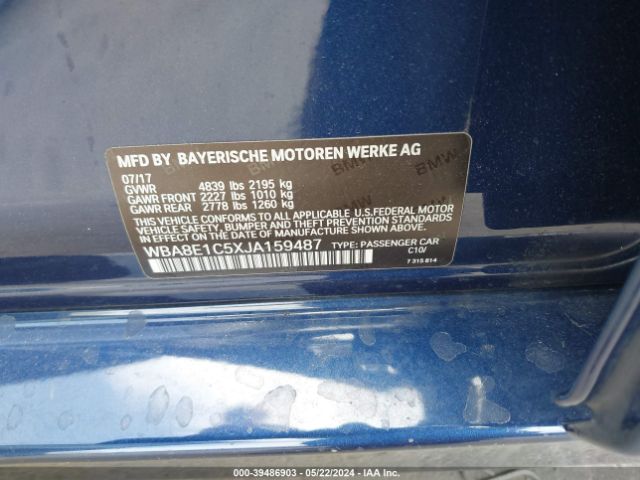 MFD BY BAYERISCHE MOTOREN WERKE AG
07/17
GVWR 4839 lbs 2195 kg
GAWR FRONT 2227 lbs 1010 kg
GAWR REAR 2778 lbs 1260 kg
THIS VEHICLE CONFORMS TO ALL APPLICABLE U.S.FEDERAL MOTOR
VEHICLE SAFETY, BUMPER, AND THEFT PREVENTION STANDARDS
IN EFFECT ON THE DATE OF MANUFACTURE SHOWN ABOVE.
WBA8E1C5XJA159487 TYPE: PASSENGER CAR
C10/
7 315 814
BMW
BMW
BMW
000-39486903 - 05/22/2024 - IAA Inc.